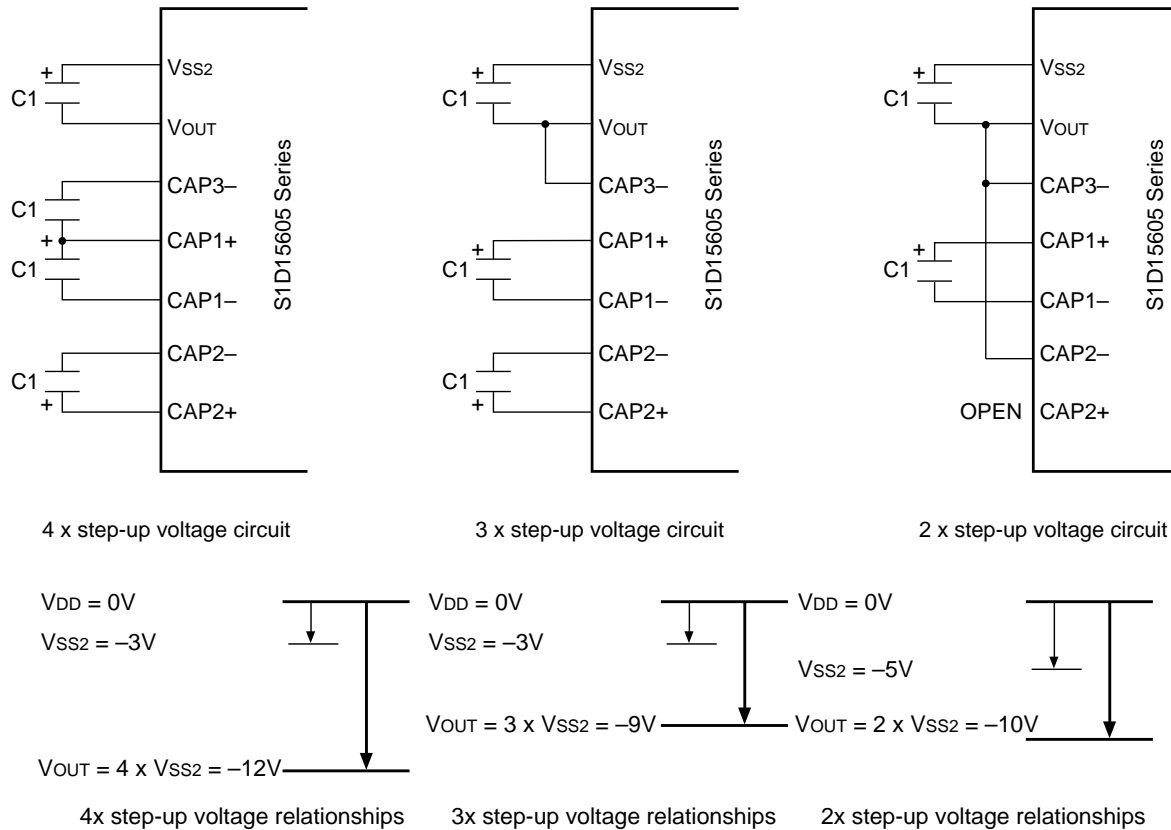 +
C1
VSS2
VOUT
C1
+
C1
CAP3–
CAP1+
CAP1–
C1
+
CAP2–
CAP2+
S1D15605 Series
4 x step-up voltage circuit
+
C1
VSS2
VOUT
CAP3–
+
C1
CAP1+
CAP1–
C1
+
CAP2–
CAP2+
S1D15605 Series
3 x step-up voltage circuit
+
C1
VSS2
VOUT
CAP3–
+
C1
CAP1+
CAP1–
CAP2–
OPEN CAP2+
S1D15605 Series
2 x step-up voltage circuit
VDD = 0V
VSS2 = –3V
VOUT = 4 x VSS2 = –12V
4x step-up voltage relationships
VDD = 0V
VSS2 = –3V
VOUT = 3 x VSS2 = –9V
3x step-up voltage relationships
VDD = 0V
VSS2 = –5V
VOUT = 2 x VSS2 = –10V
2x step-up voltage relationships